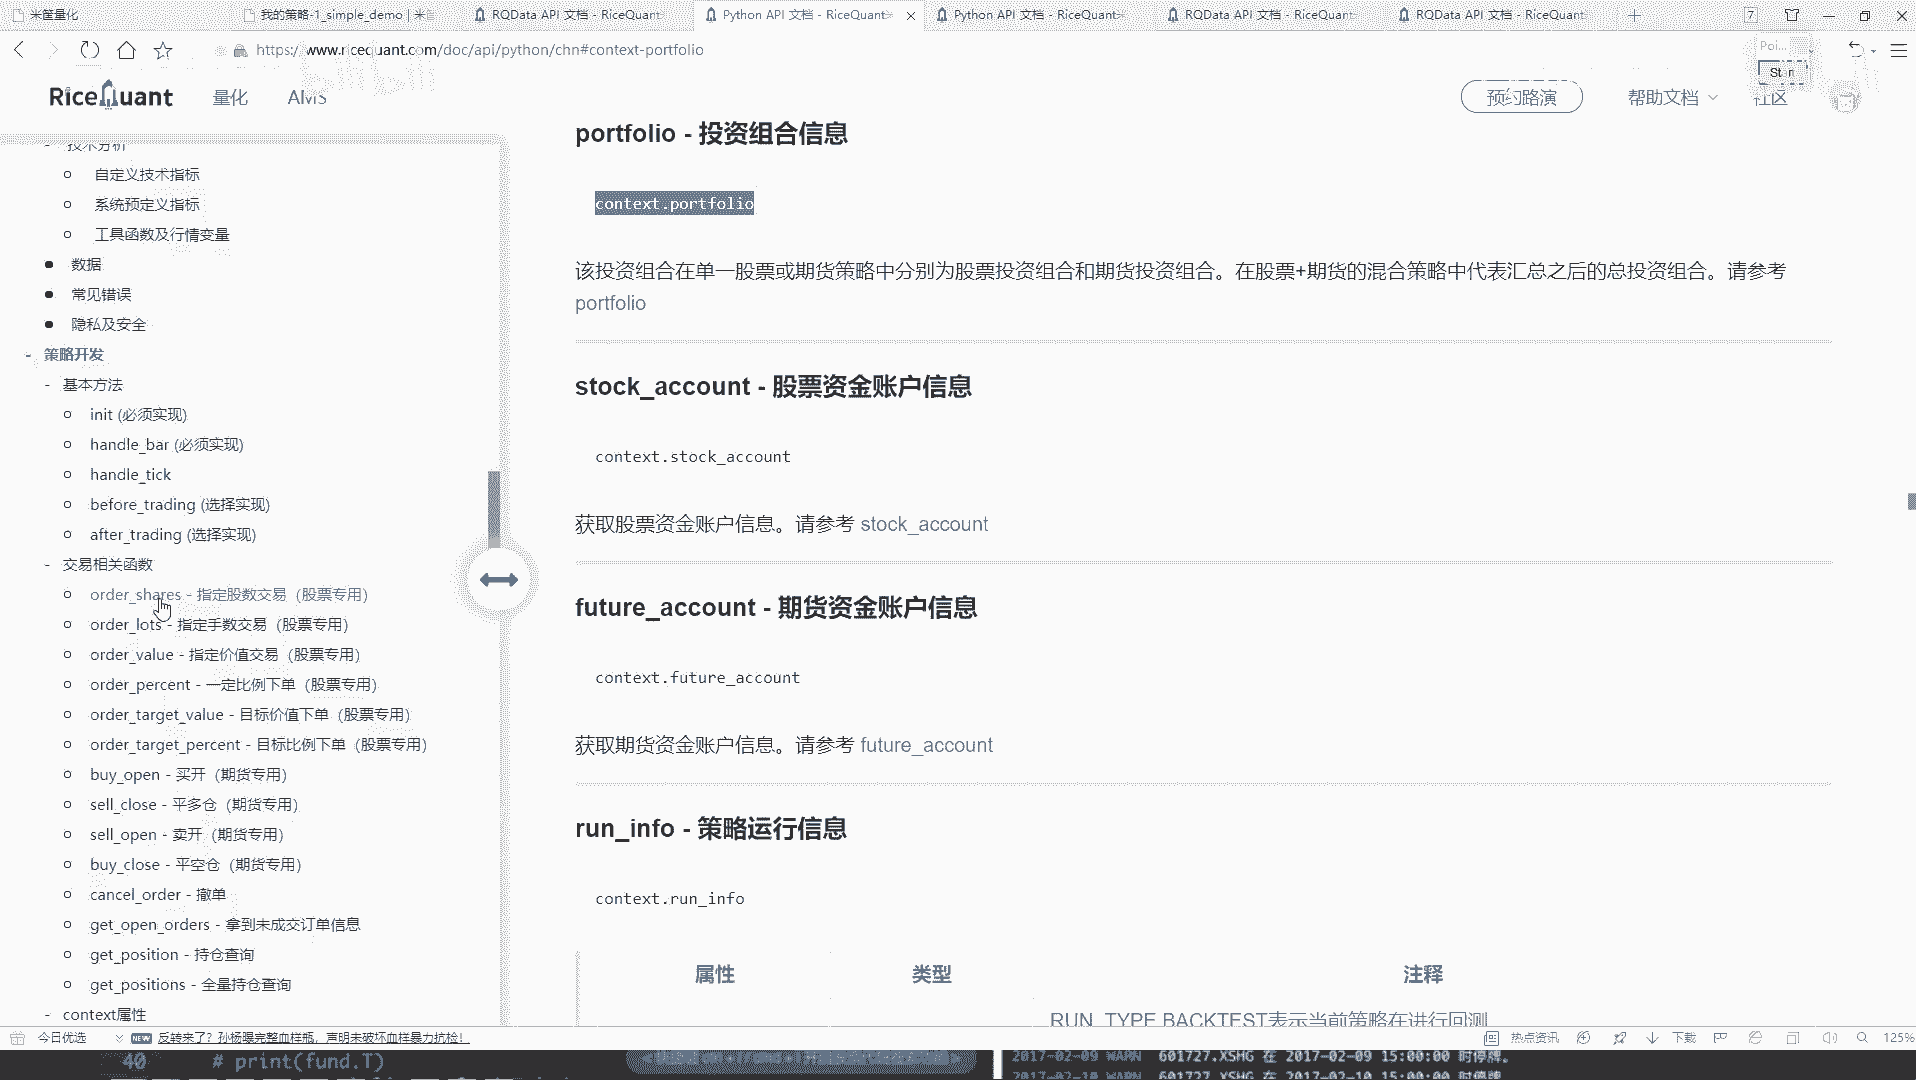 米筐量化
我的策略-1_simple_demo | 米
RQData API 文档 - RiceQuant
Python API 文档 - RiceQuant
Python API 文档 - RiceQuant
RQData API 文档 - RiceQuant
RQData API 文档 - RiceQuant
7
https://www.ricequant.com/doc/api/python/chn#context-portfolio
RiceQuant
量化
AMS
预约路演
帮助文档
社区
技术分析
自定义技术指标
系统预定义指标
工具函数及行情变量
数据
常见错误
隐私及安全
- 策略开发
- 基本方法
init (必须实现)
handle_bar (必须实现)
handle_tick
before_trading (选择实现)
after_trading (选择实现)
- 交易相关函数
order_shares - 指定股数交易（股票专用）
order_lots - 指定手数交易（股票专用）
order_value - 指定价值交易（股票专用）
order_percent - 一定比例下单（股票专用）
order_target_value - 目标价值下单（股票专用）
order_target_percent - 目标比例下单（股票专用）
buy_open - 买开（期货专用）
sell_close - 平多仓（期货专用）
sell_open - 卖开（期货专用）
buy_close - 平空仓（期货专用）
cancel_order - 撤单
get_open_orders - 拿到未成交订单信息
get_position - 持仓查询
get_positions - 全量持仓查询
- context属性
portfolio - 投资组合信息
context.portfolio
该投资组合在单一股票或期货策略中分别为股票投资组合和期货投资组合。在股票+期货的混合策略中代表汇总之后的总投资组合。请参考
portfolio
stock_account - 股票资金账户信息
context.stock_account
获取股票资金账户信息。请参考 stock_account
future_account - 期货资金账户信息
context.future_account
获取期货资金账户信息。请参考 future_account
run_info - 策略运行信息
context.run_info
属性 类型 注释
RUN_TYPE.BACKTEST表示当前策略在进行回测
今日优选
NEW 反转来了？孙杨曝完整血样瓶，声明未破坏血样暴力抗检！
热点资讯
下载
125%
40 # print(fund.T)
2017-02-09 WARN 601727.XSHG 在 2017-02-09 15:00:00 时停牌。
2017-02-10 WARN 601727.XSHG 在 2017-02-10 15:00:00 时停牌。